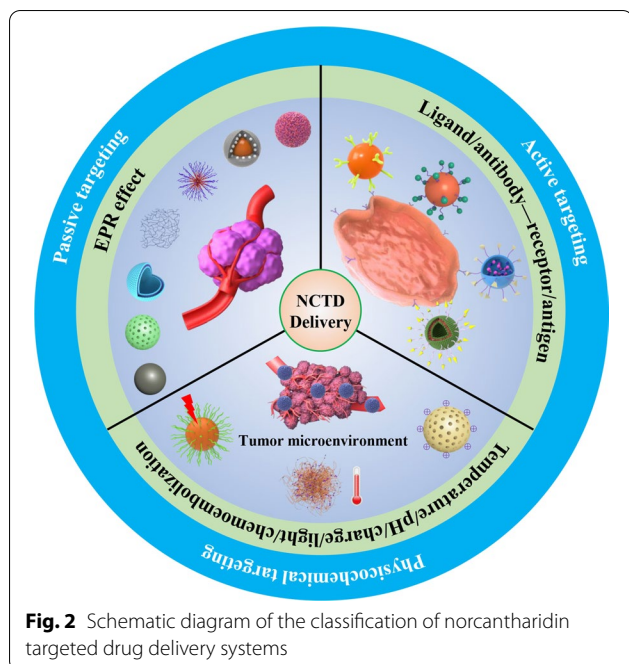 Passive targeting
EPR effect
Ligand/antibody—receptor/antigen
Active targeting
NCTD
Delivery
Tumor microenvironment
Temperature/pH/charge/light/chemoembolization
Physicochemical targeting
Fig. 2 Schematic diagram of the classification of norcantharidin
targeted drug delivery systems